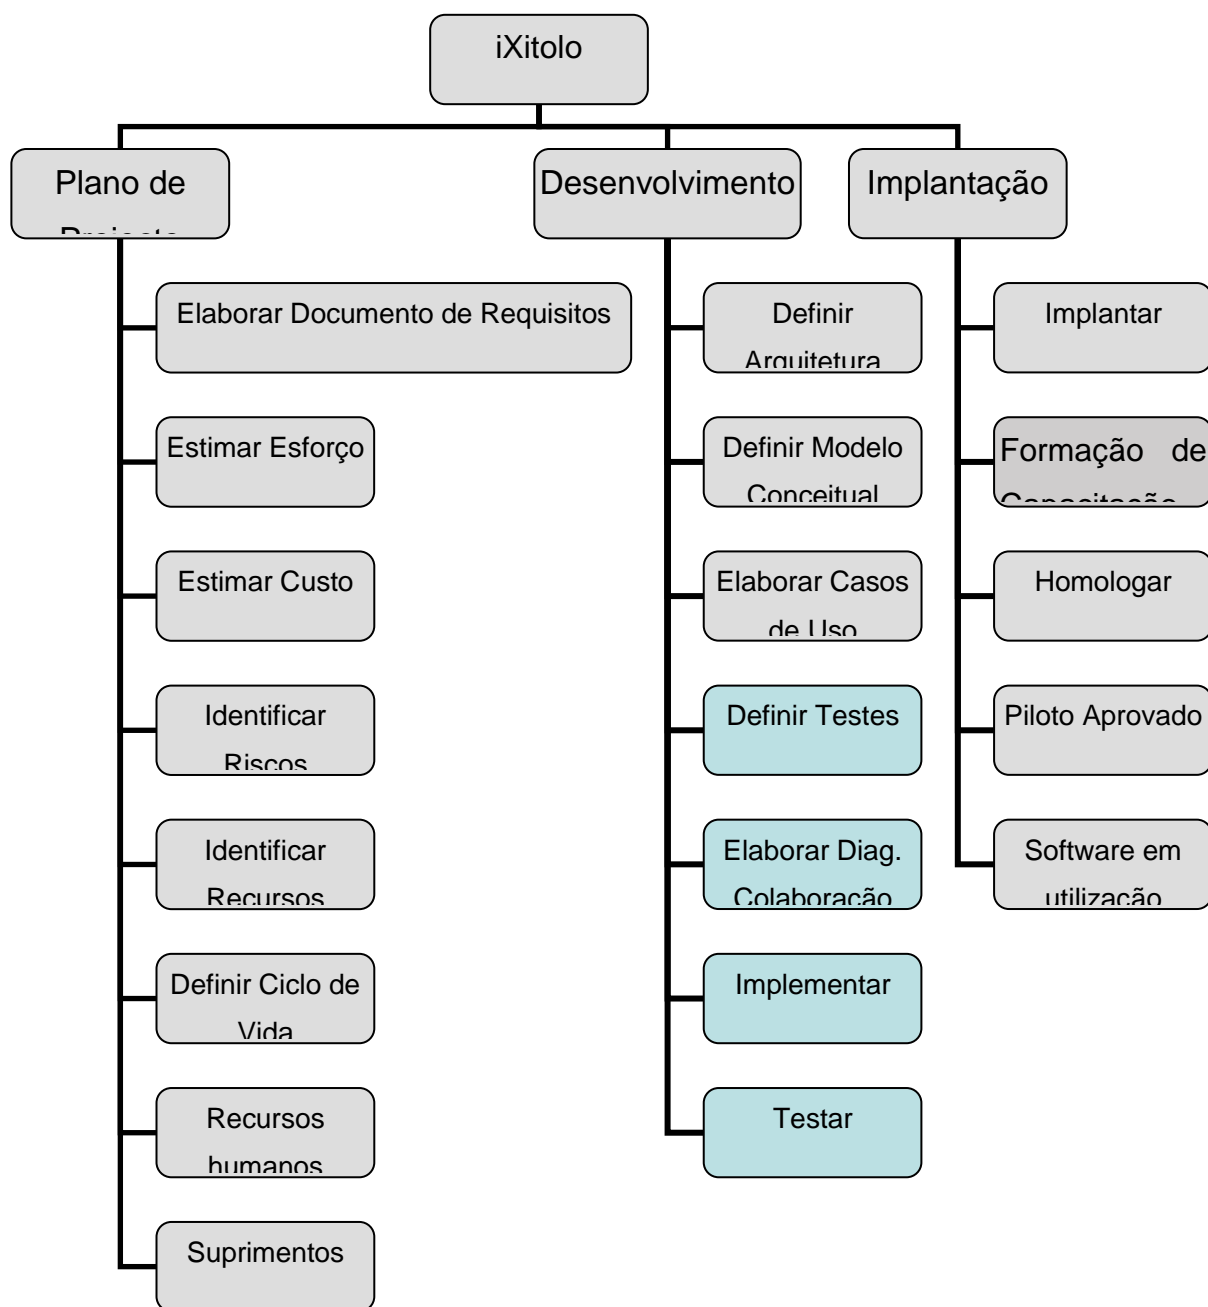 iXitolo
Plano de
Projecto
Desenvolvimento
Implantação
Elaborar Documento de Requisitos
Estimar Esforço
Estimar Custo
Identificar
Riscos
Identificar
Recursos
Definir Ciclo de
Vida
Recursos
humanos
Suprimentos
Definir
Arquitetura
Definir Modelo
Conceitual
Elaborar Casos
de Uso
Definir Testes
Elaborar Diag.
Colaboração
Implementar
Testar
Implantar
Formação de
Capacitação
Homologar
Piloto Aprovado
Software em
utilização